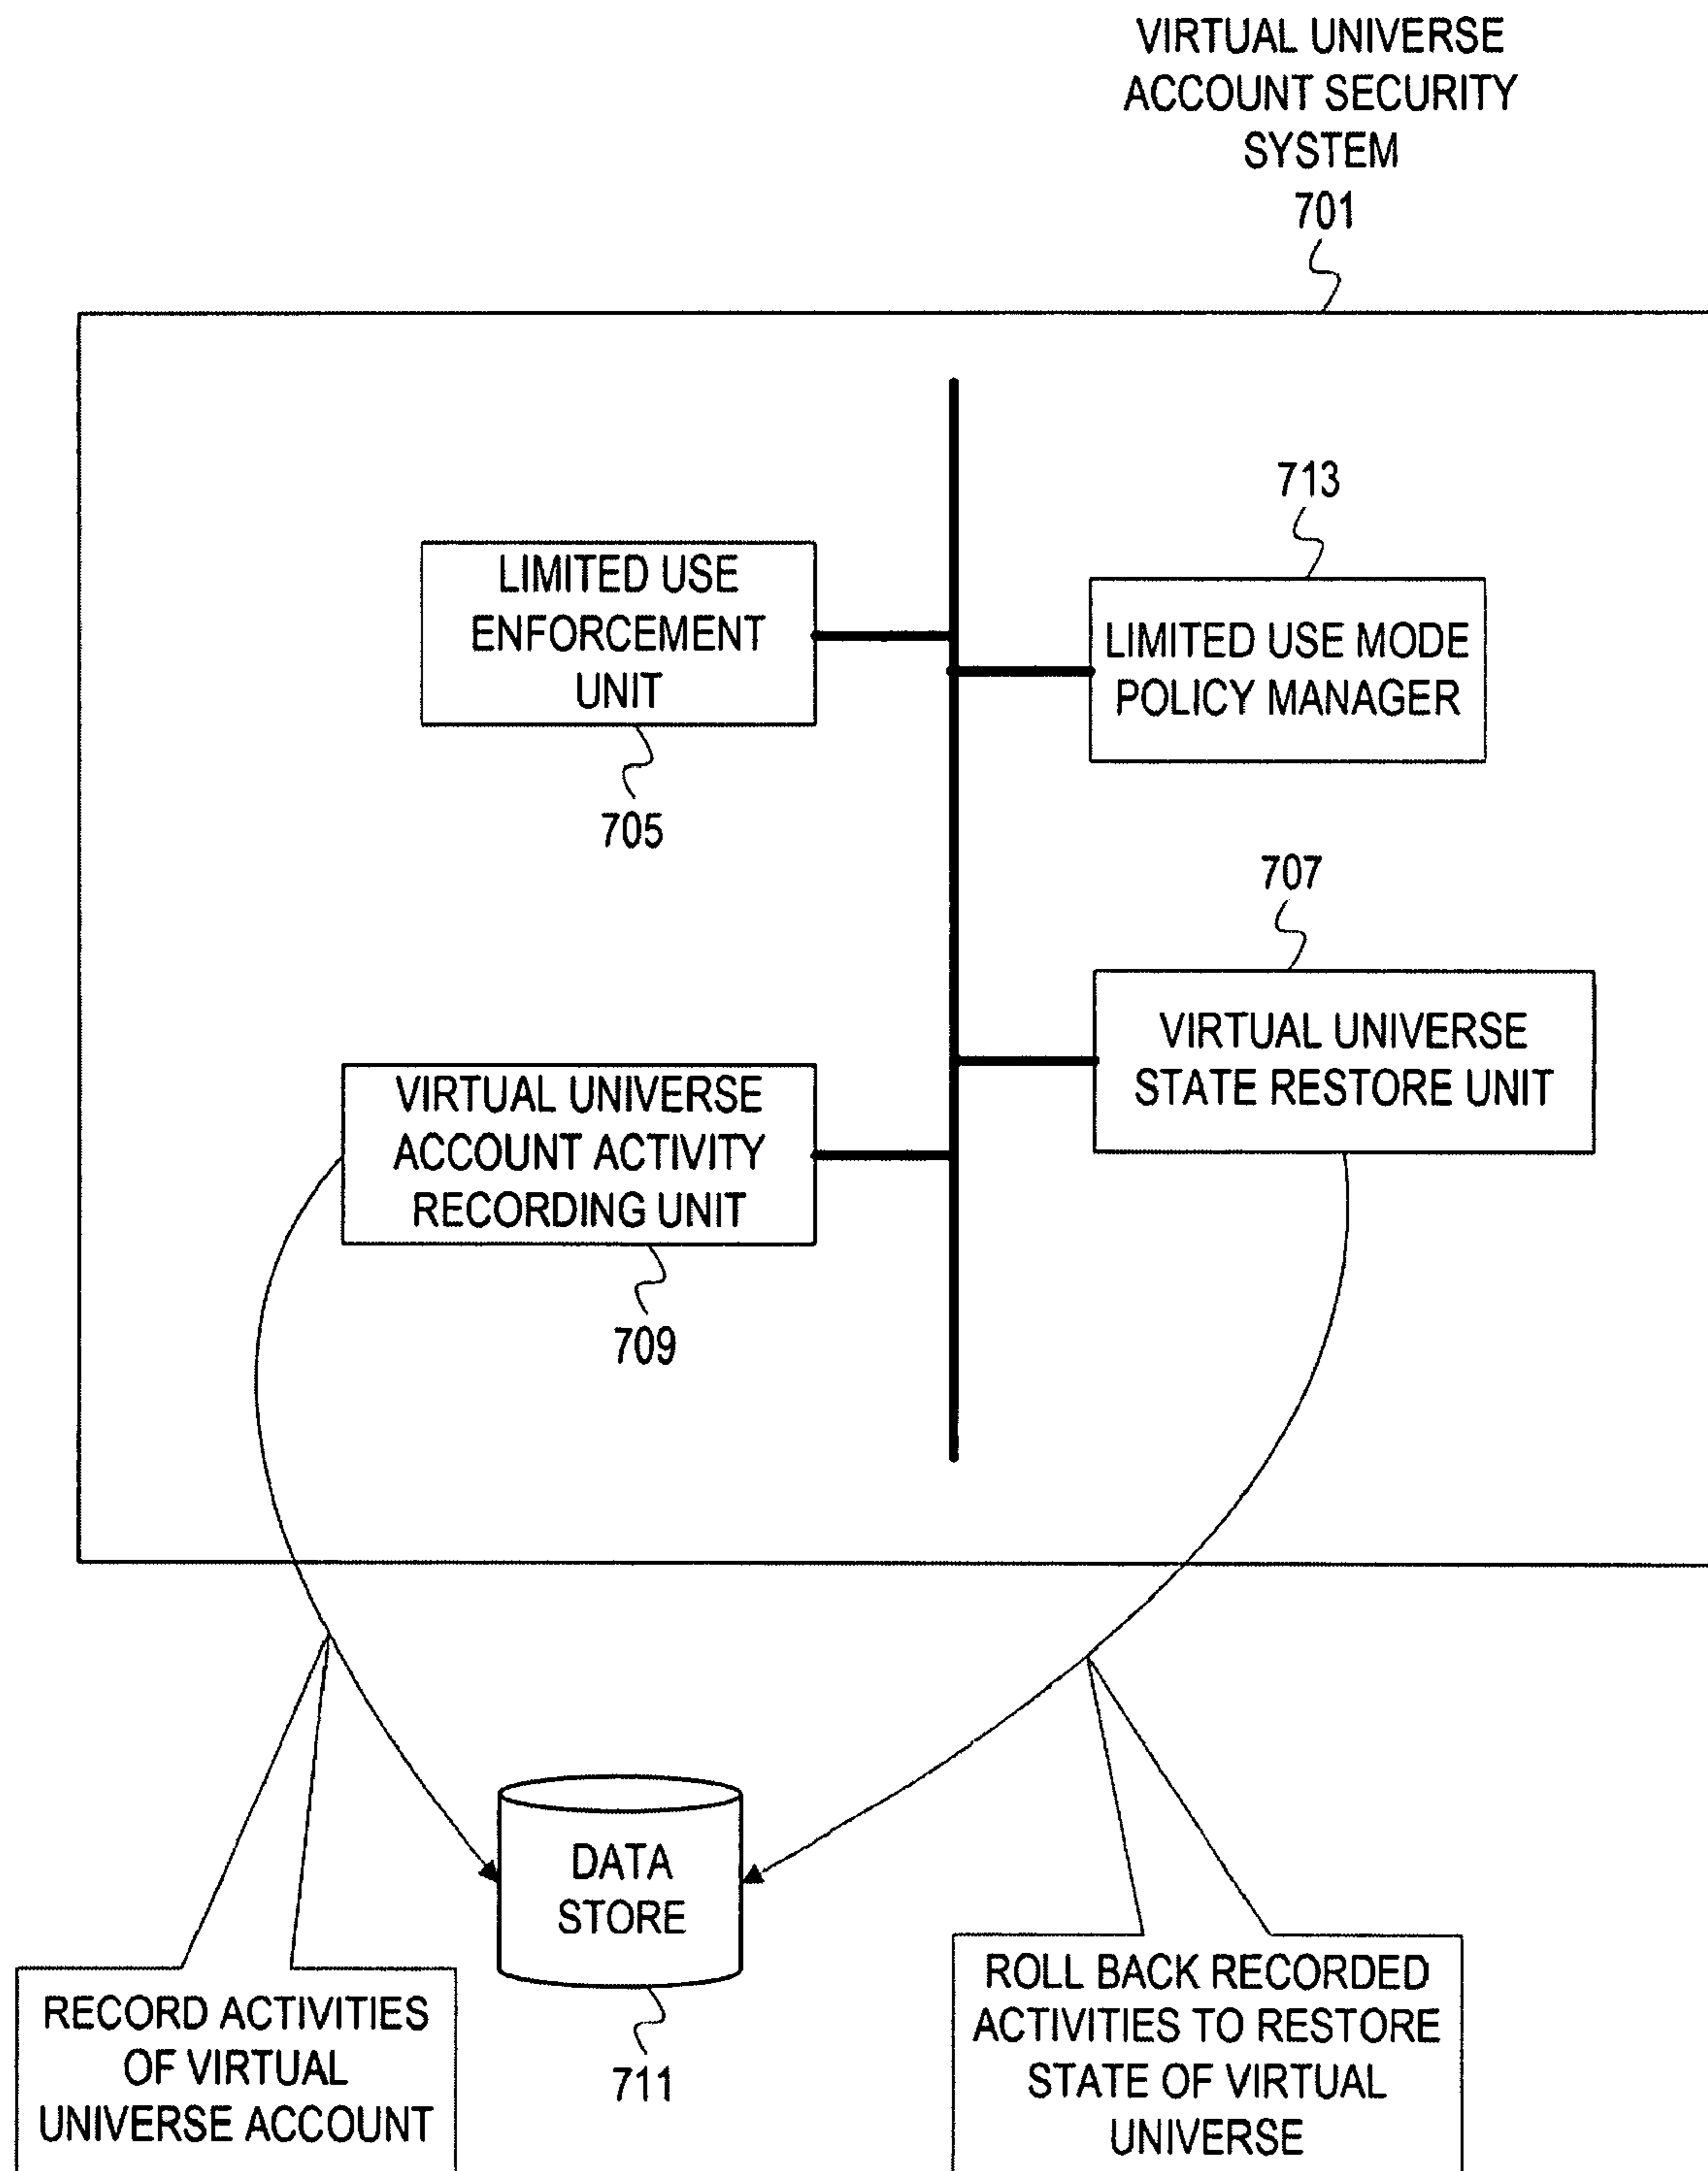 VIRTUAL UNIVERSE
ACCOUNT SECURITY
SYSTEM
701
713
LIMITED USE
ENFORCEMENT
UNIT
LIMITED USE MODE
POLICY MANAGER
705
707
VIRTUAL UNIVERSE
STATE RESTORE UNIT
VIRTUAL UNIVERSE
ACCOUNT ACTIVITY
RECORDING UNIT
709
DATA
STORE
711
RECORD ACTIVITIES
OF VIRTUAL
UNIVERSE ACCOUNT
ROLL BACK RECORDED
ACTIVITIES TO RESTORE
STATE OF VIRTUAL
UNIVERSE